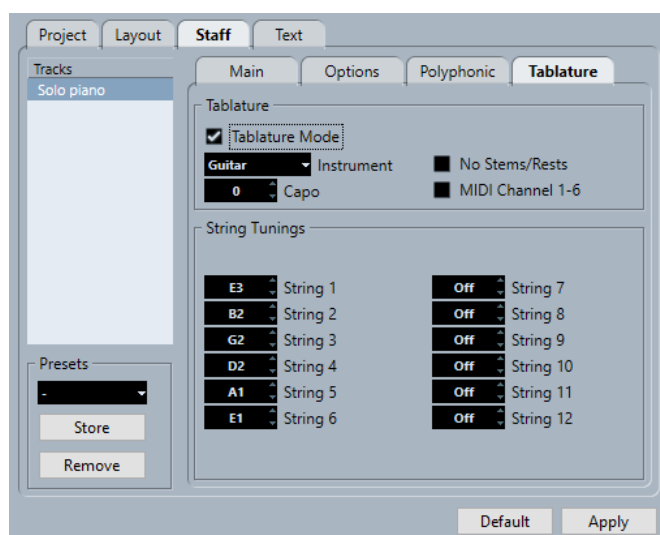 Project Layout Staff Text
Tracks
Solo piano
Main Options Polyphonic Tablature
Tablature
Tablature Mode
Guitar Instrument No Stems/Rests
0 Capo MIDI Channel 1-6
String Tunings
E3 String 1 Off String 7
B2 String 2 Off String 8
G2 String 3 Off String 9
D2 String 4 Off String 10
A1 String 5 Off String 11
E1 String 6 Off String 12
Presets
-
Store
Remove
Default Apply